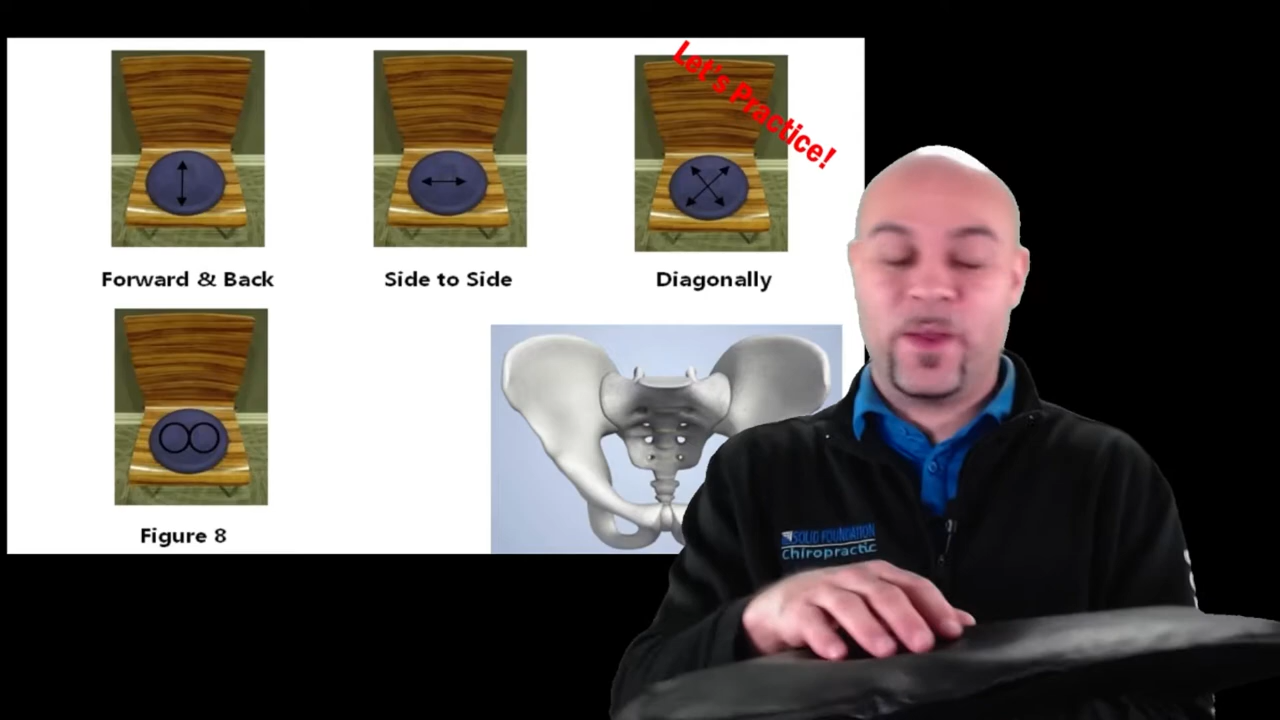 Let's Practice!
Forward & Back
Side to Side
Diagonally
Figure 8
SOLID FOUNDATION
Chiropractic